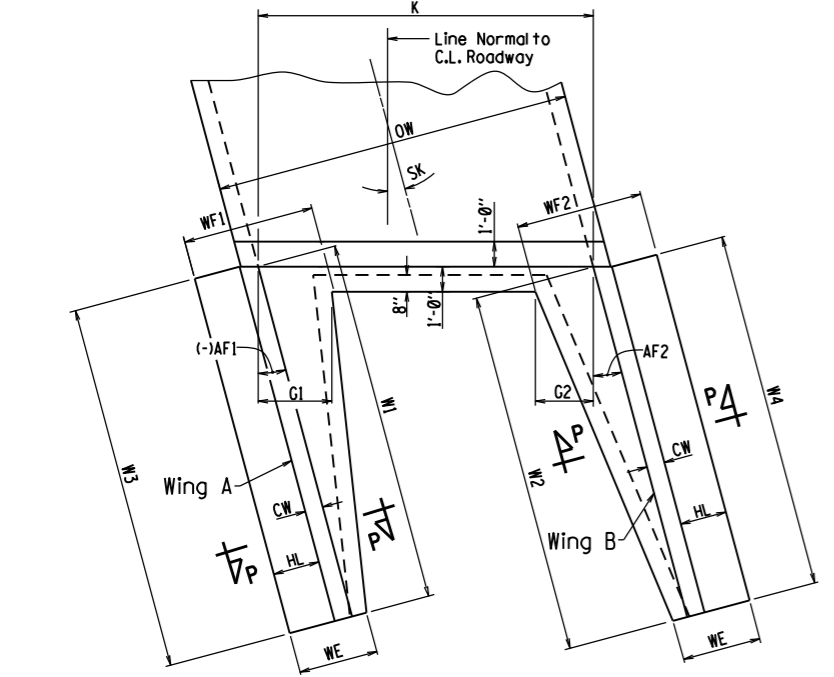 K
Line Normal to
C.L. Roadway
OW
SK
WF1
WF2
1'-0"
8"
1'-0"
(-)AF1
AF2
G1
G2
W1
W2
W3
W4
P
P
P
P
Wing A
Wing B
CW
CW
HL
HL
WE
WE